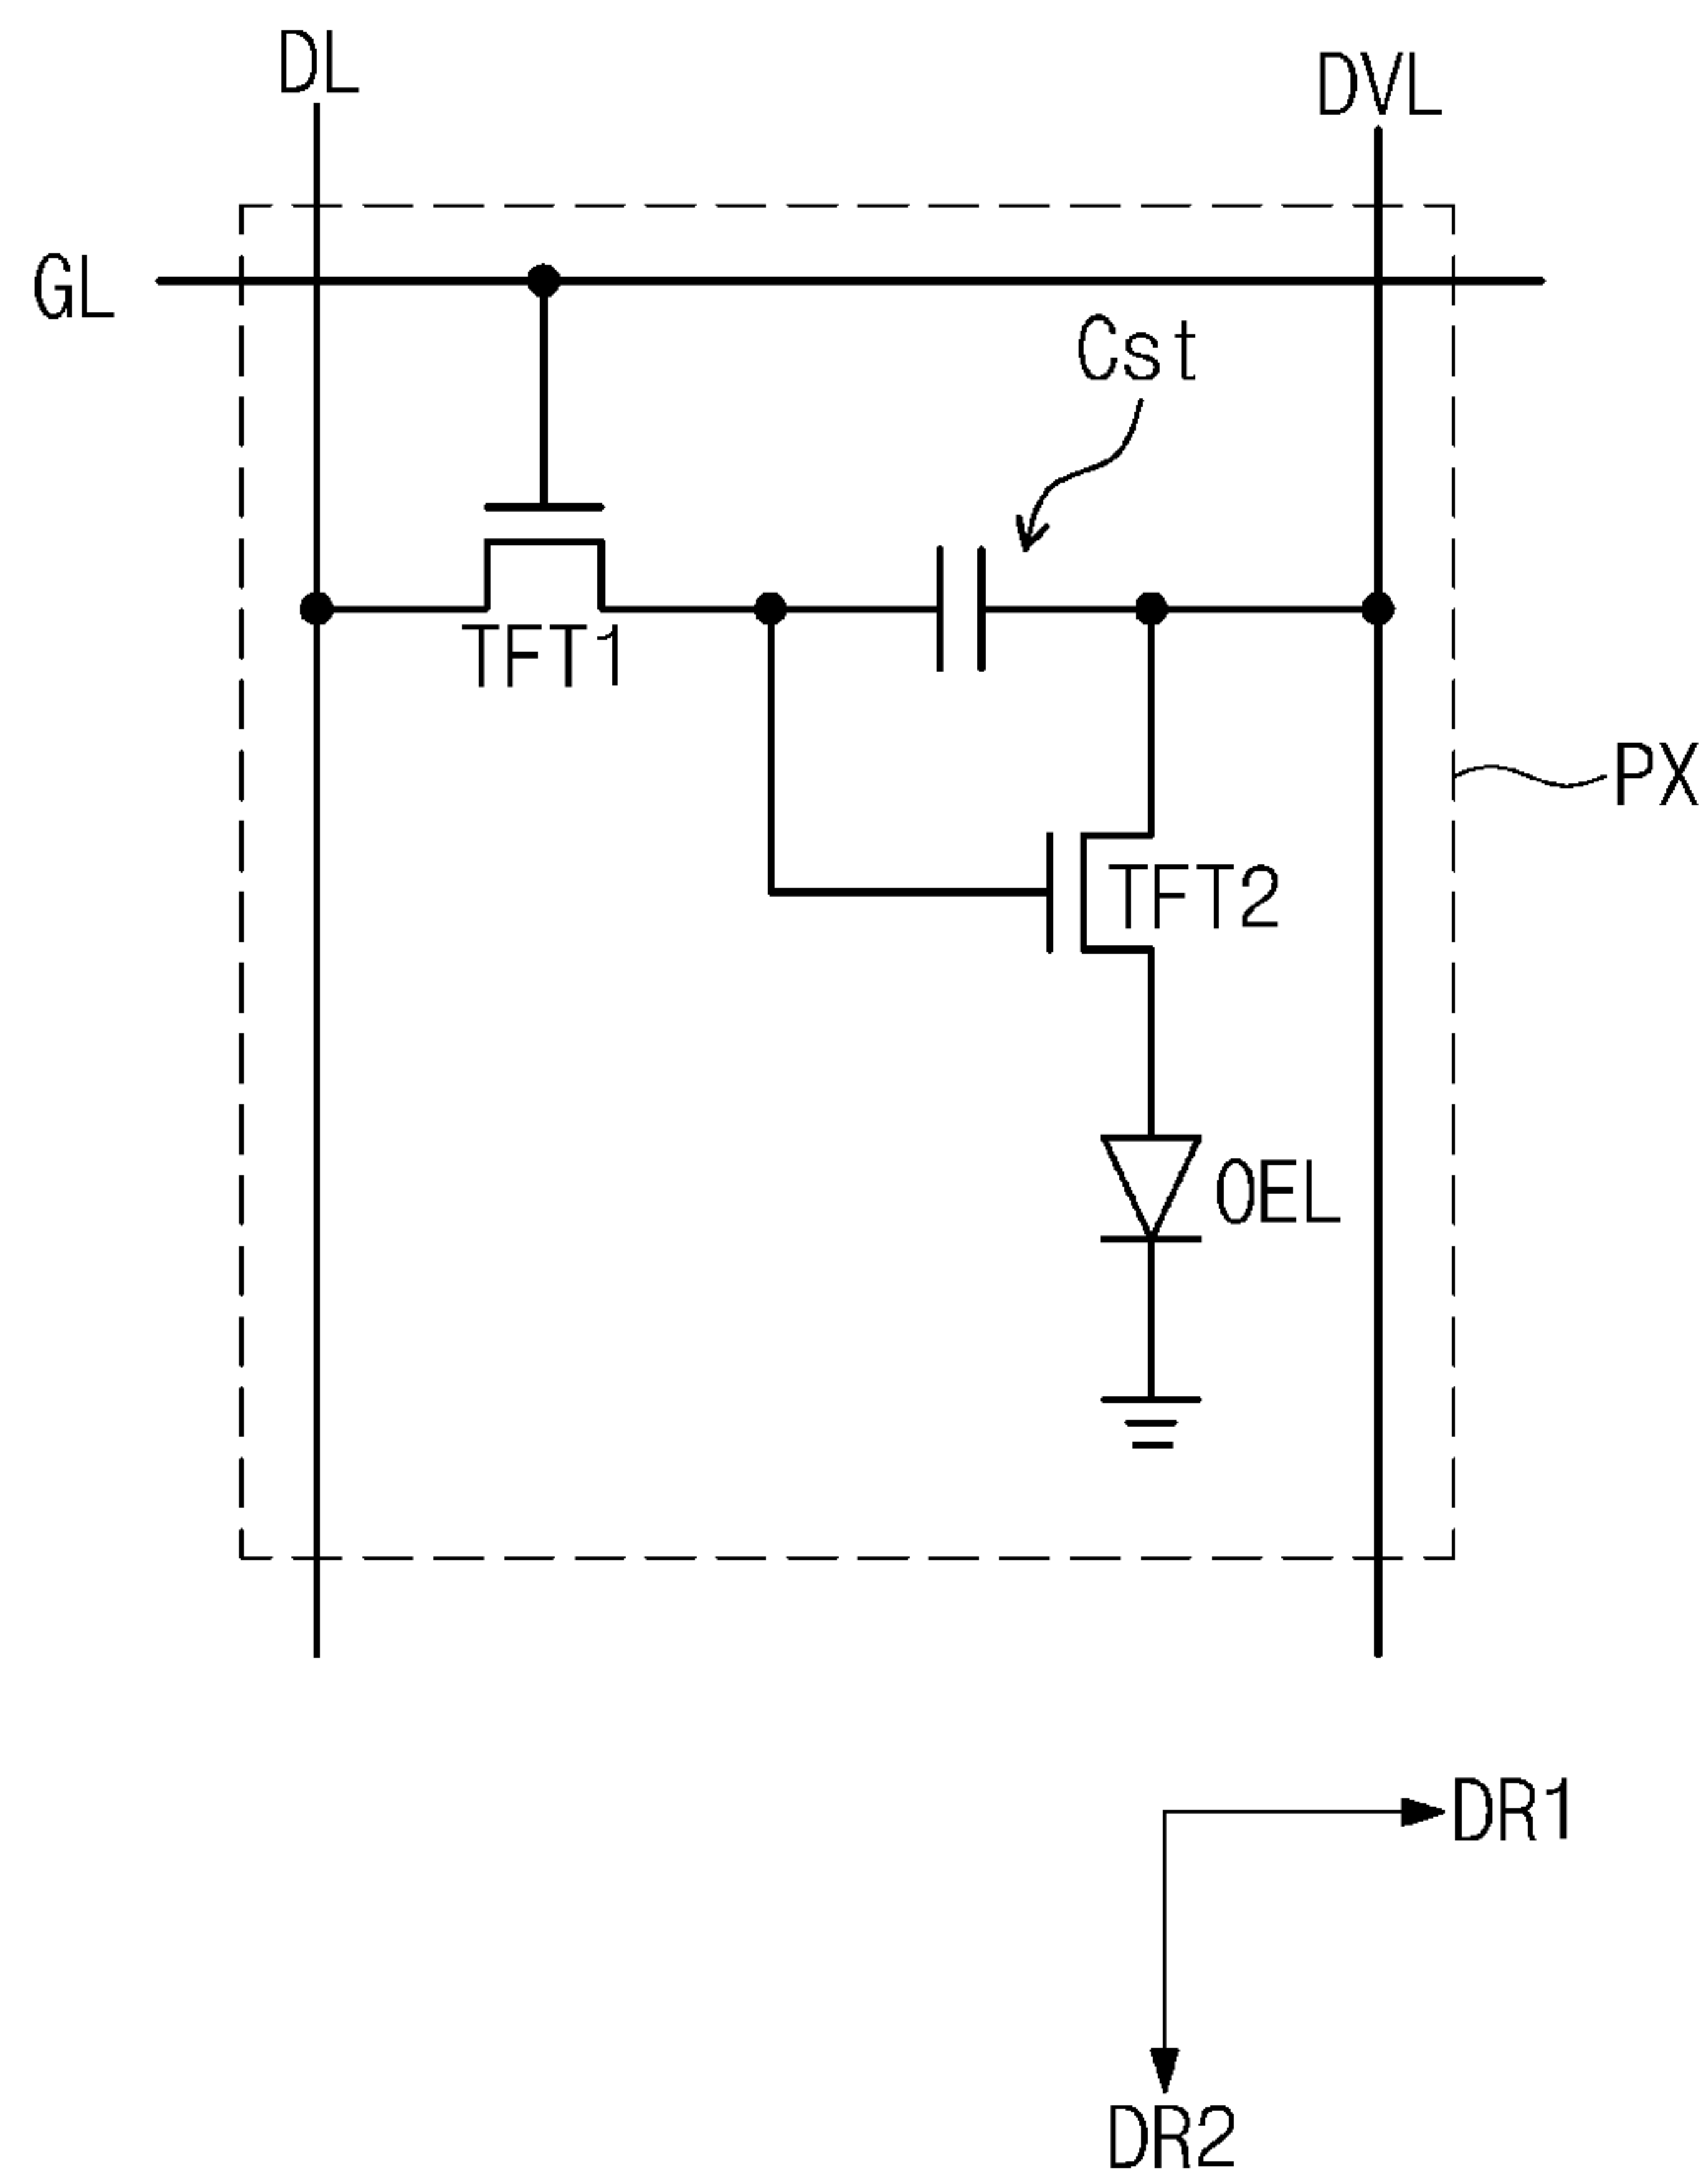 DL
DVL
GL
Cst
TFT1
PX
TFT2
OEL
DR1
DR2